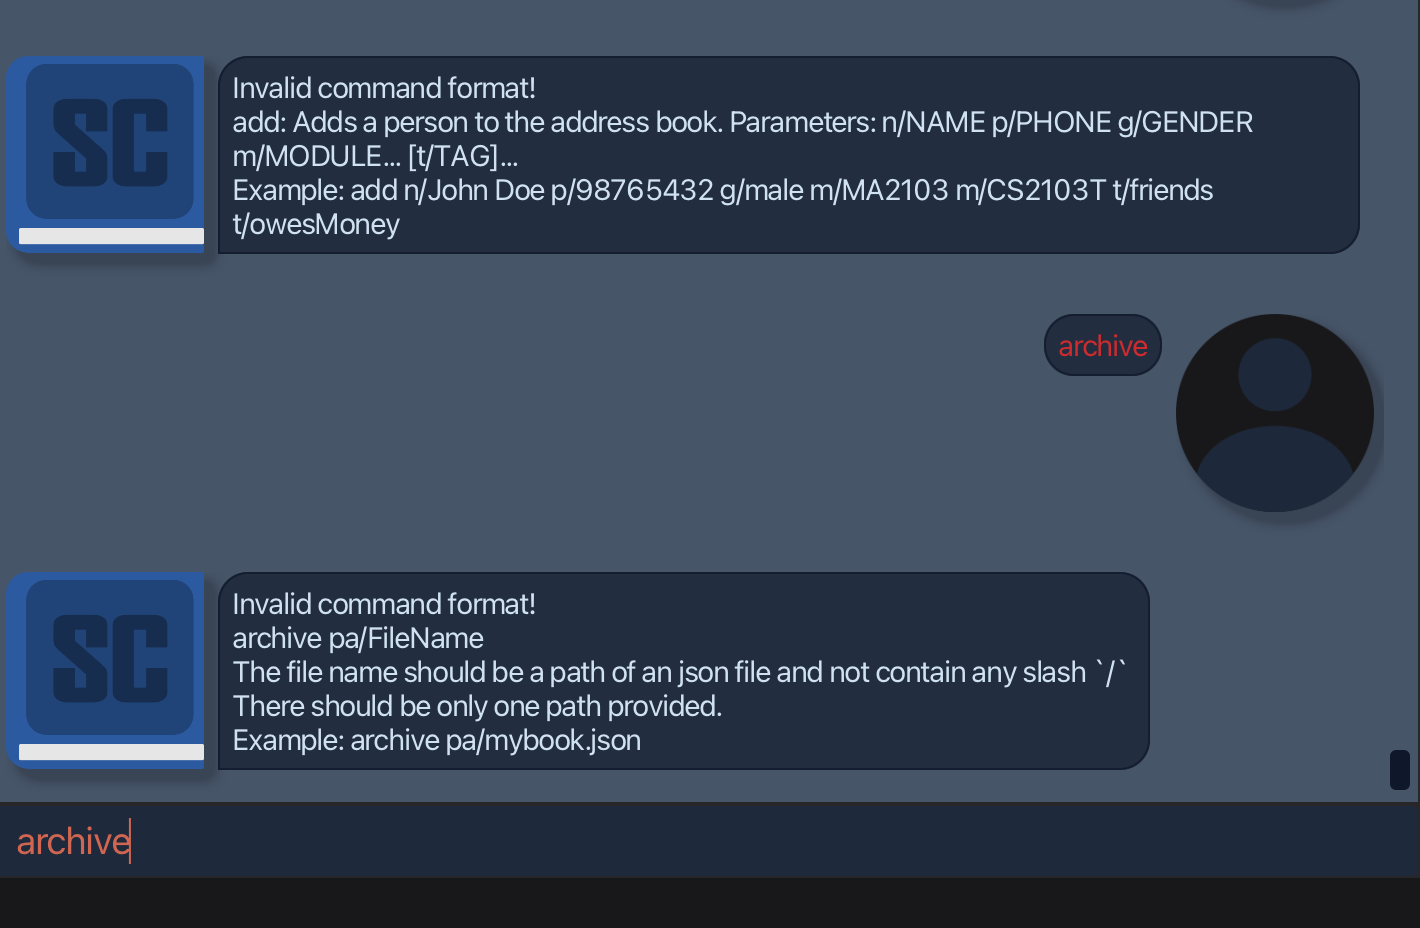 SC
Invalid command format!
add: Adds a person to the address book. Parameters: n/NAME p/PHONE g/GENDER
m/MODULE... [t/TAG]...
Example: add n/John Doe p/98765432 g/male m/MA2103 m/CS2103T t/friends
t/owesMoney
archive
SC
Invalid command format!
archive pa/FileName
The file name should be a path of an json file and not contain any slash `/`
There should be only one path provided.
Example: archive pa/mybook.json
archive